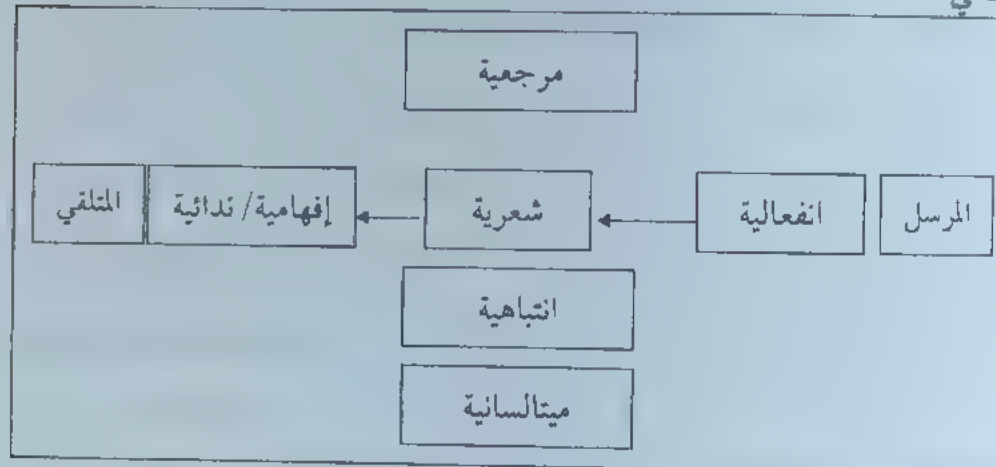 مرجعية
المرسل انفعالية شعرية إفهامية/ ندائية المتلقي
انتباهية
ميتالسانية